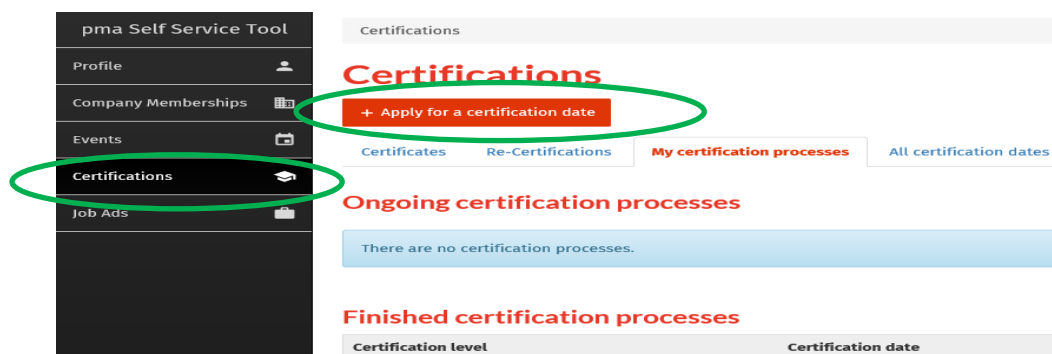 pma Self Service Tool
Profile
Company Memberships
Events
Certifications
Job Ads
Certifications
Certifications
+ Apply for a certification date
Certificates Re-Certifications My certification processes All certification dates
Ongoing certification processes
There are no certification processes.
Finished certification processes
Certification level Certification date